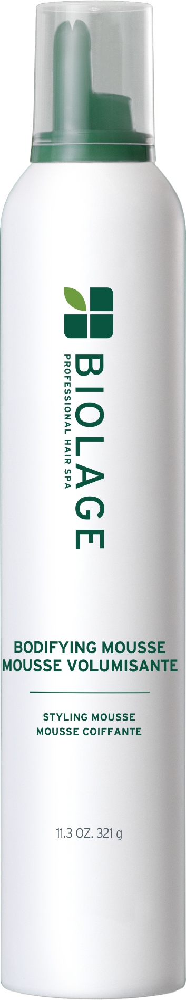 BIOLAGE
PROFESSIONAL HAIR SPA
BODIFYING MOUSSE
MOUSSE VOLUMISANTE
STYLING MOUSSE
MOUSSE COIFFANTE
11.3 OZ. 321 g